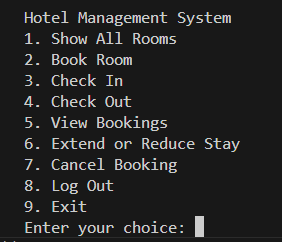 Hotel Management System
1. Show All Rooms
2. Book Room
3. Check In
4. Check Out
5. View Bookings
6. Extend or Reduce Stay
7. Cancel Booking
8. Log Out
9. Exit
Enter your choice: